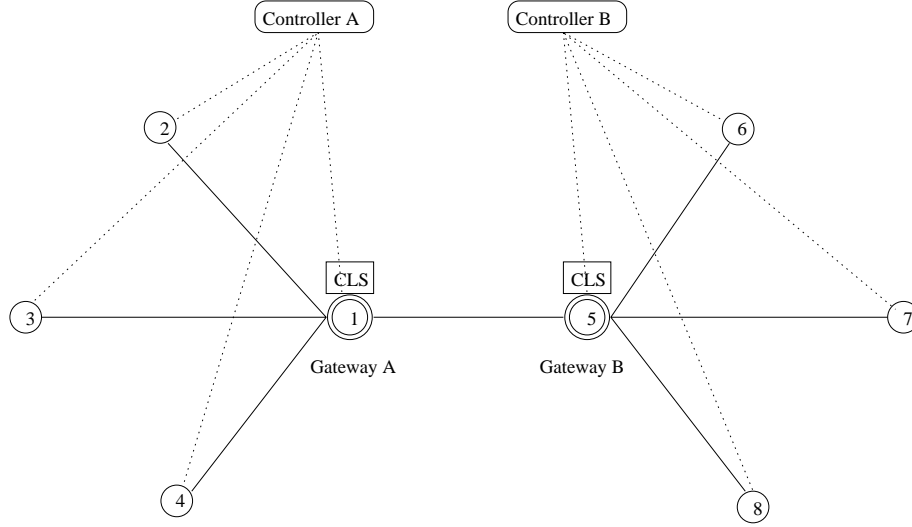 Controller A
Controller B
2
6
CLS
CLS
3
1
5
7
Gateway A
Gateway B
4
8